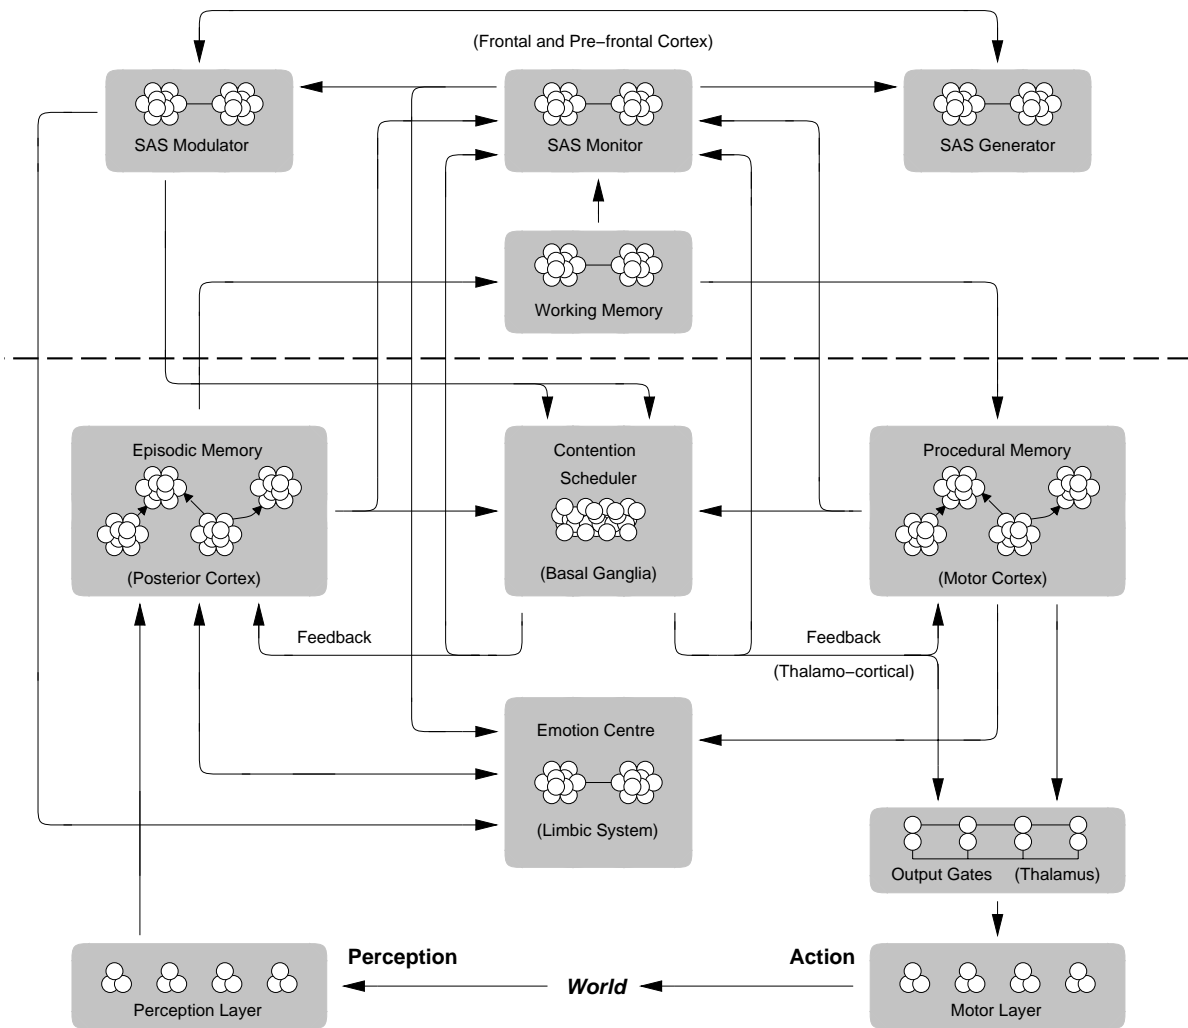 (Frontal and Pre−frontal Cortex)
SAS Modulator
SAS Monitor
SAS Generator
Working Memory
Episodic Memory
(Posterior Cortex)
Contention
Scheduler
(Basal Ganglia)
Procedural Memory
(Motor Cortex)
Feedback
Feedback
(Thalamo−cortical)
Emotion Centre
(Limbic System)
Output Gates (Thalamus)
Perception
Action
World
Perception Layer
Motor Layer